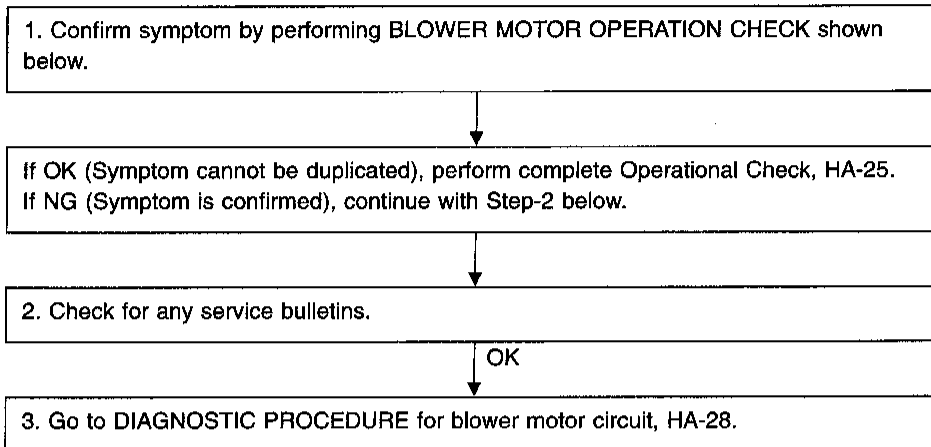 1. Confirm symptom by performing BLOWER MOTOR OPERATION CHECK shown
below.
If OK (Symptom cannot be duplicated), perform complete Operational Check, HA-25.
If NG (Symptom is confirmed), continue with Step-2 below.
2. Check for any service bulletins.
OK
3. Go to DIAGNOSTIC PROCEDURE for blower motor circuit, HA-28.